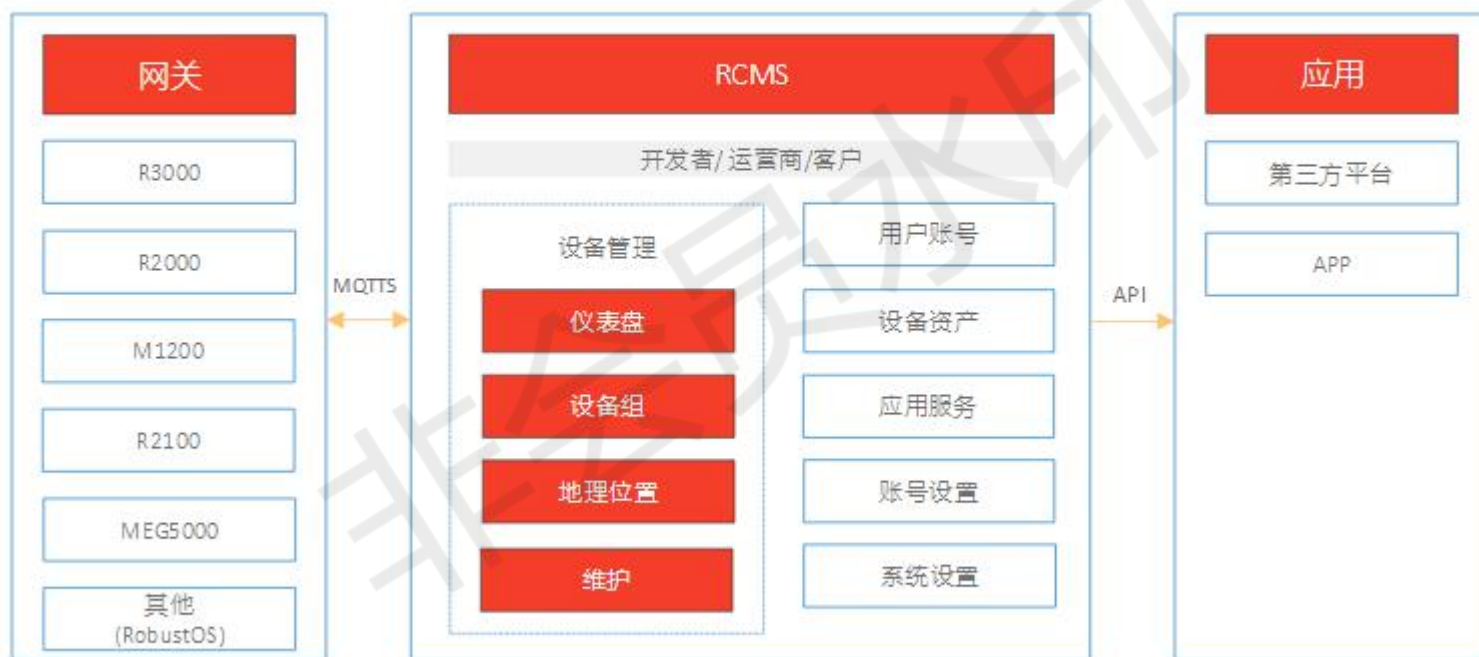 网关
R3000
R2000
M1200
R2100
MEG5000
其他
(RobustOS)
MQTTS
RCMS
开发者/运营商/客户
设备管理
仪表盘
设备组
地理位置
维护
用户账号
设备资产
应用服务
账号设置
系统设置
API
应用
第三方平台
APP
非会员水印